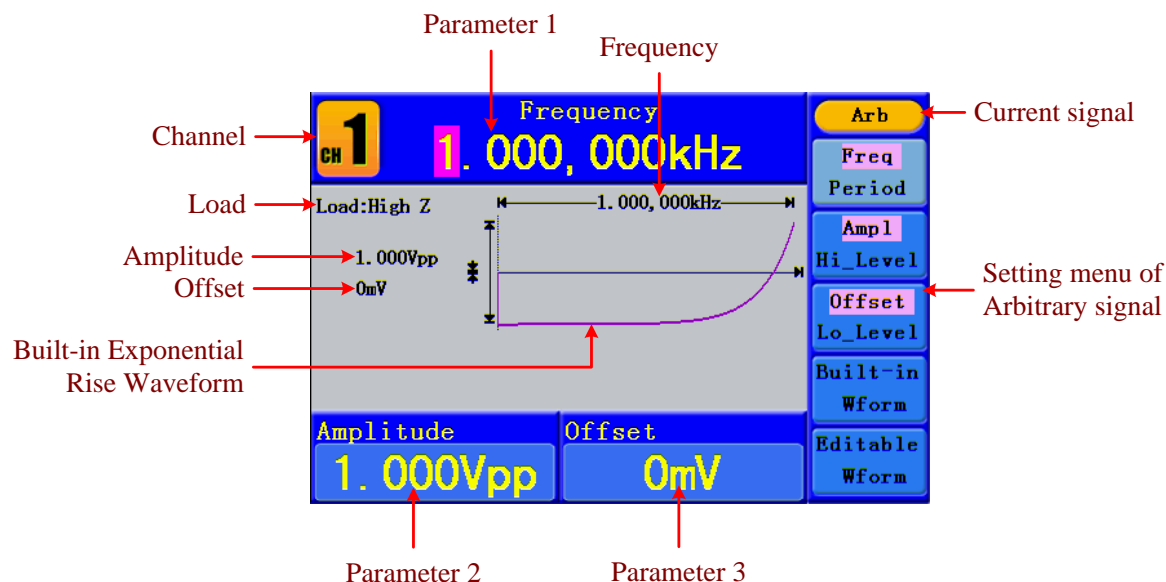 Parameter 1
Frequency
Channel
CH 1
Frequency
1.000,000kHz
Arb
Current signal
Freq
Period
Load
Load:High Z
1.000,000kHz
Ampl
Hi_Level
Amplitude
1.000Vpp
Offset
0mV
Setting menu of
Arbitrary signal
Offset
Lo_Level
Built-in Exponential
Rise Waveform
Built-in
Wform
Amplitude
1.000Vpp
Offset
0mV
Editable
Wform
Parameter 2
Parameter 3